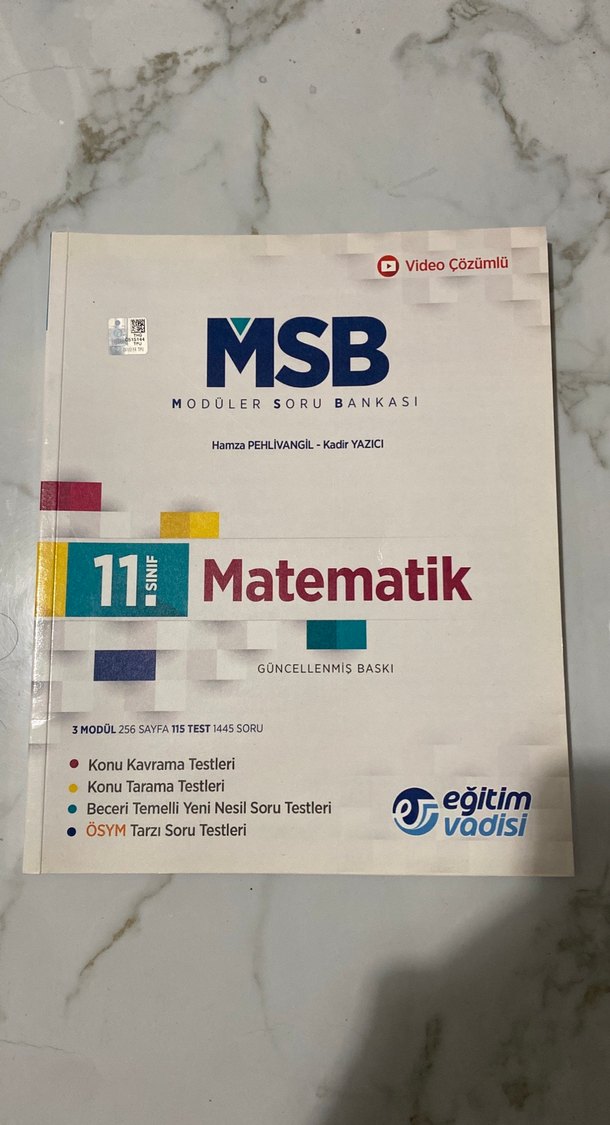 Video Çözümlü
MSB
MODÜLER SORU BANKASI
Hamza PEHLİVANGİL - Kadir YAZICI
11. SINIF
Matematik
GÜNCELLENMİŞ BASKI
3 MODÜL 256 SAYFA 115 TEST 1445 SORU
Konu Kavrama Testleri
Konu Tarama Testleri
Beceri Temelli Yeni Nesil Soru Testleri
ÖSYM Tarzı Soru Testleri
eğitim
vadisi